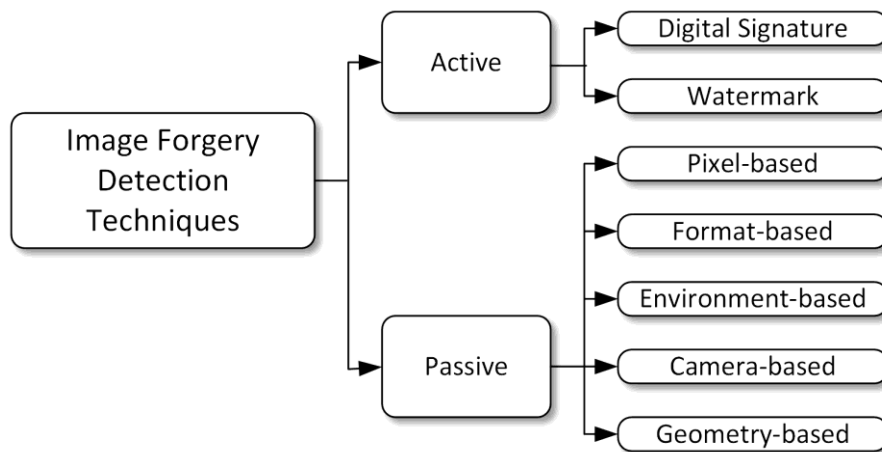 Image Forgery
Detection
Techniques
Active
Digital Signature
Watermark
Passive
Pixel-based
Format-based
Environment-based
Camera-based
Geometry-based